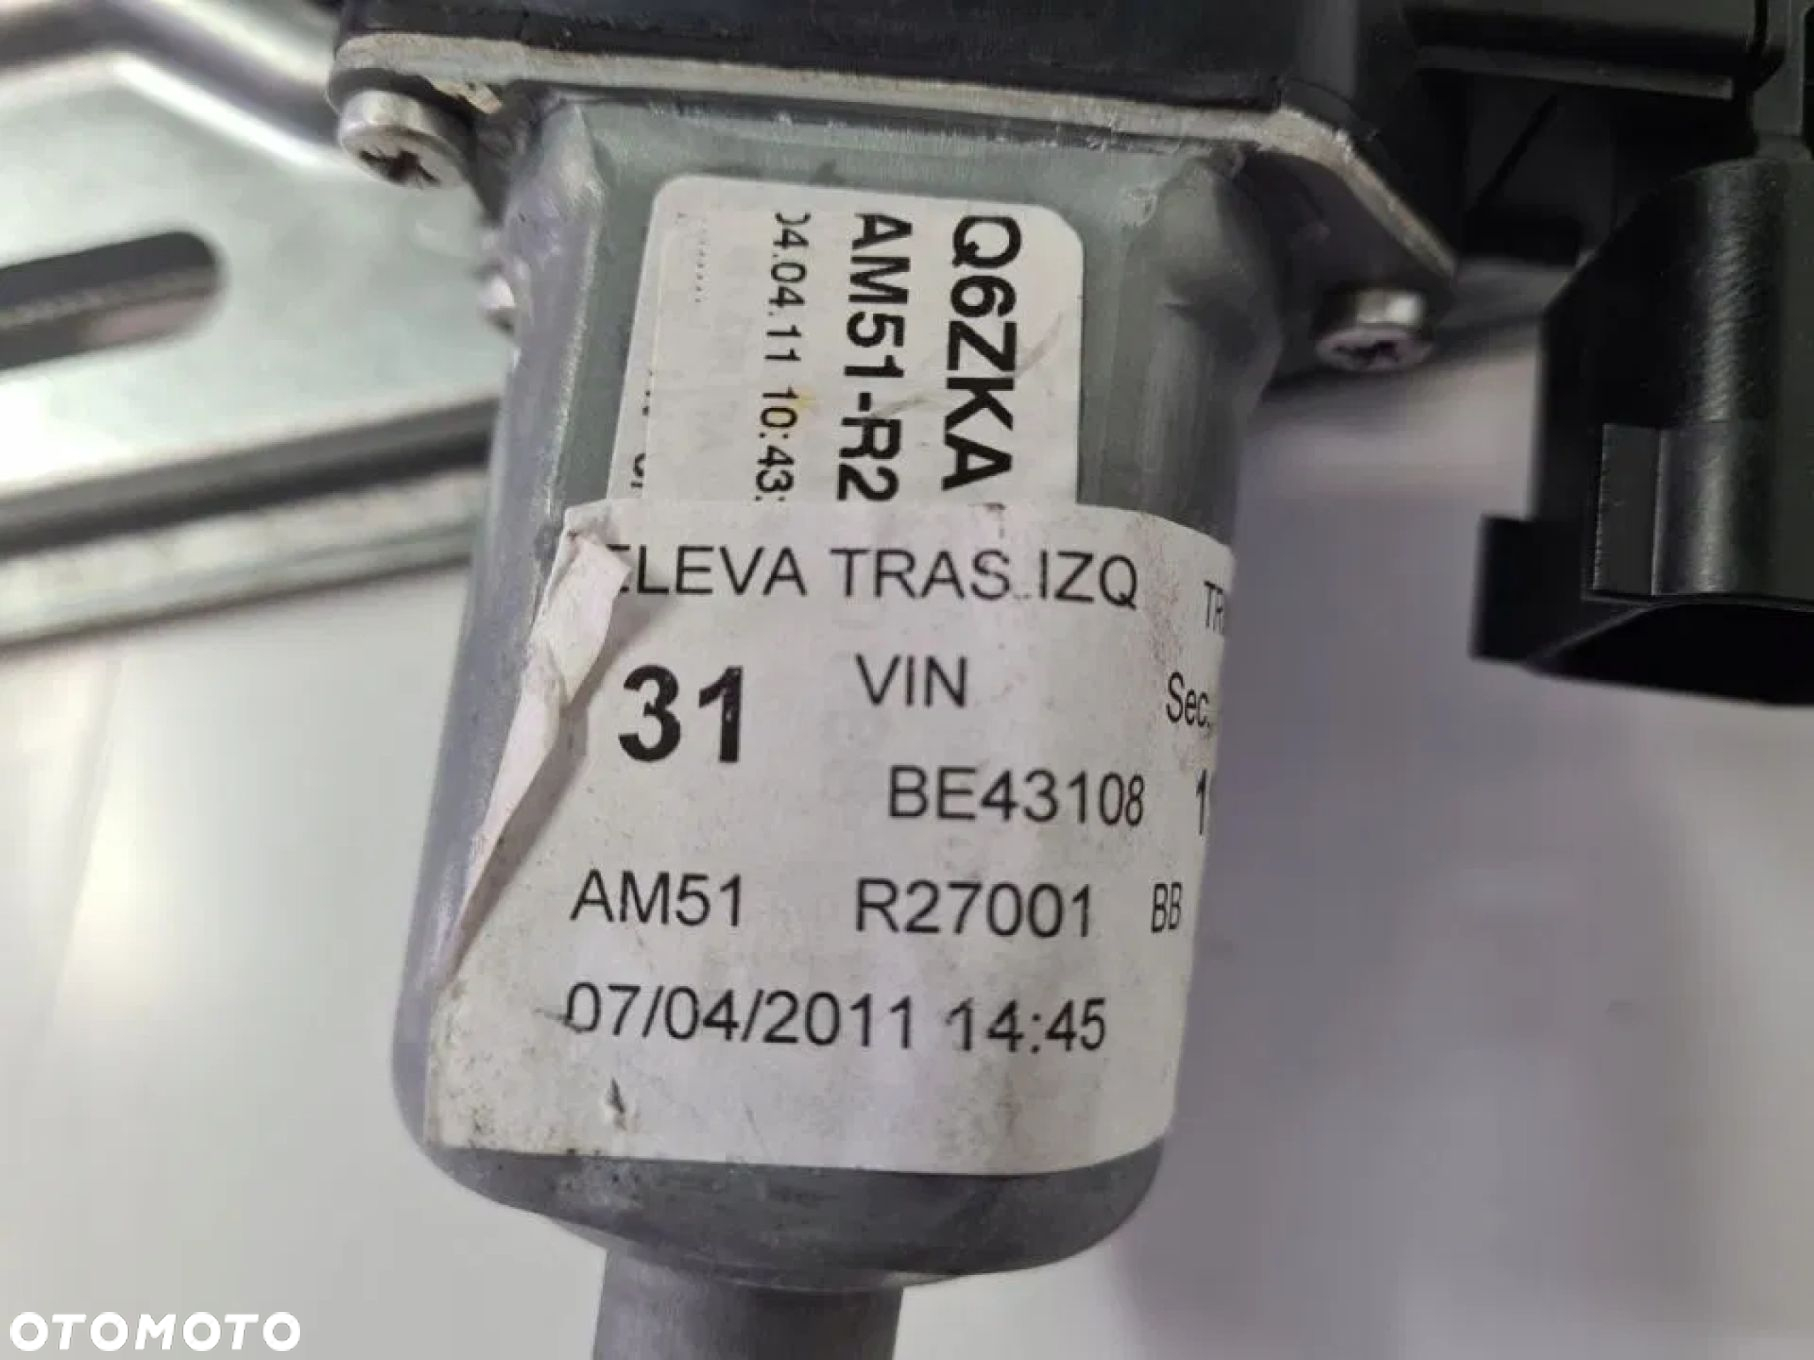 Q6ZKA
AM51-R2
04.04.11 10:43:
ELEVA TRAS IZQ
31 VIN Sec.
BE43108 1
AM51 R27001 BB
07/04/2011 14:45
OTOMOTO